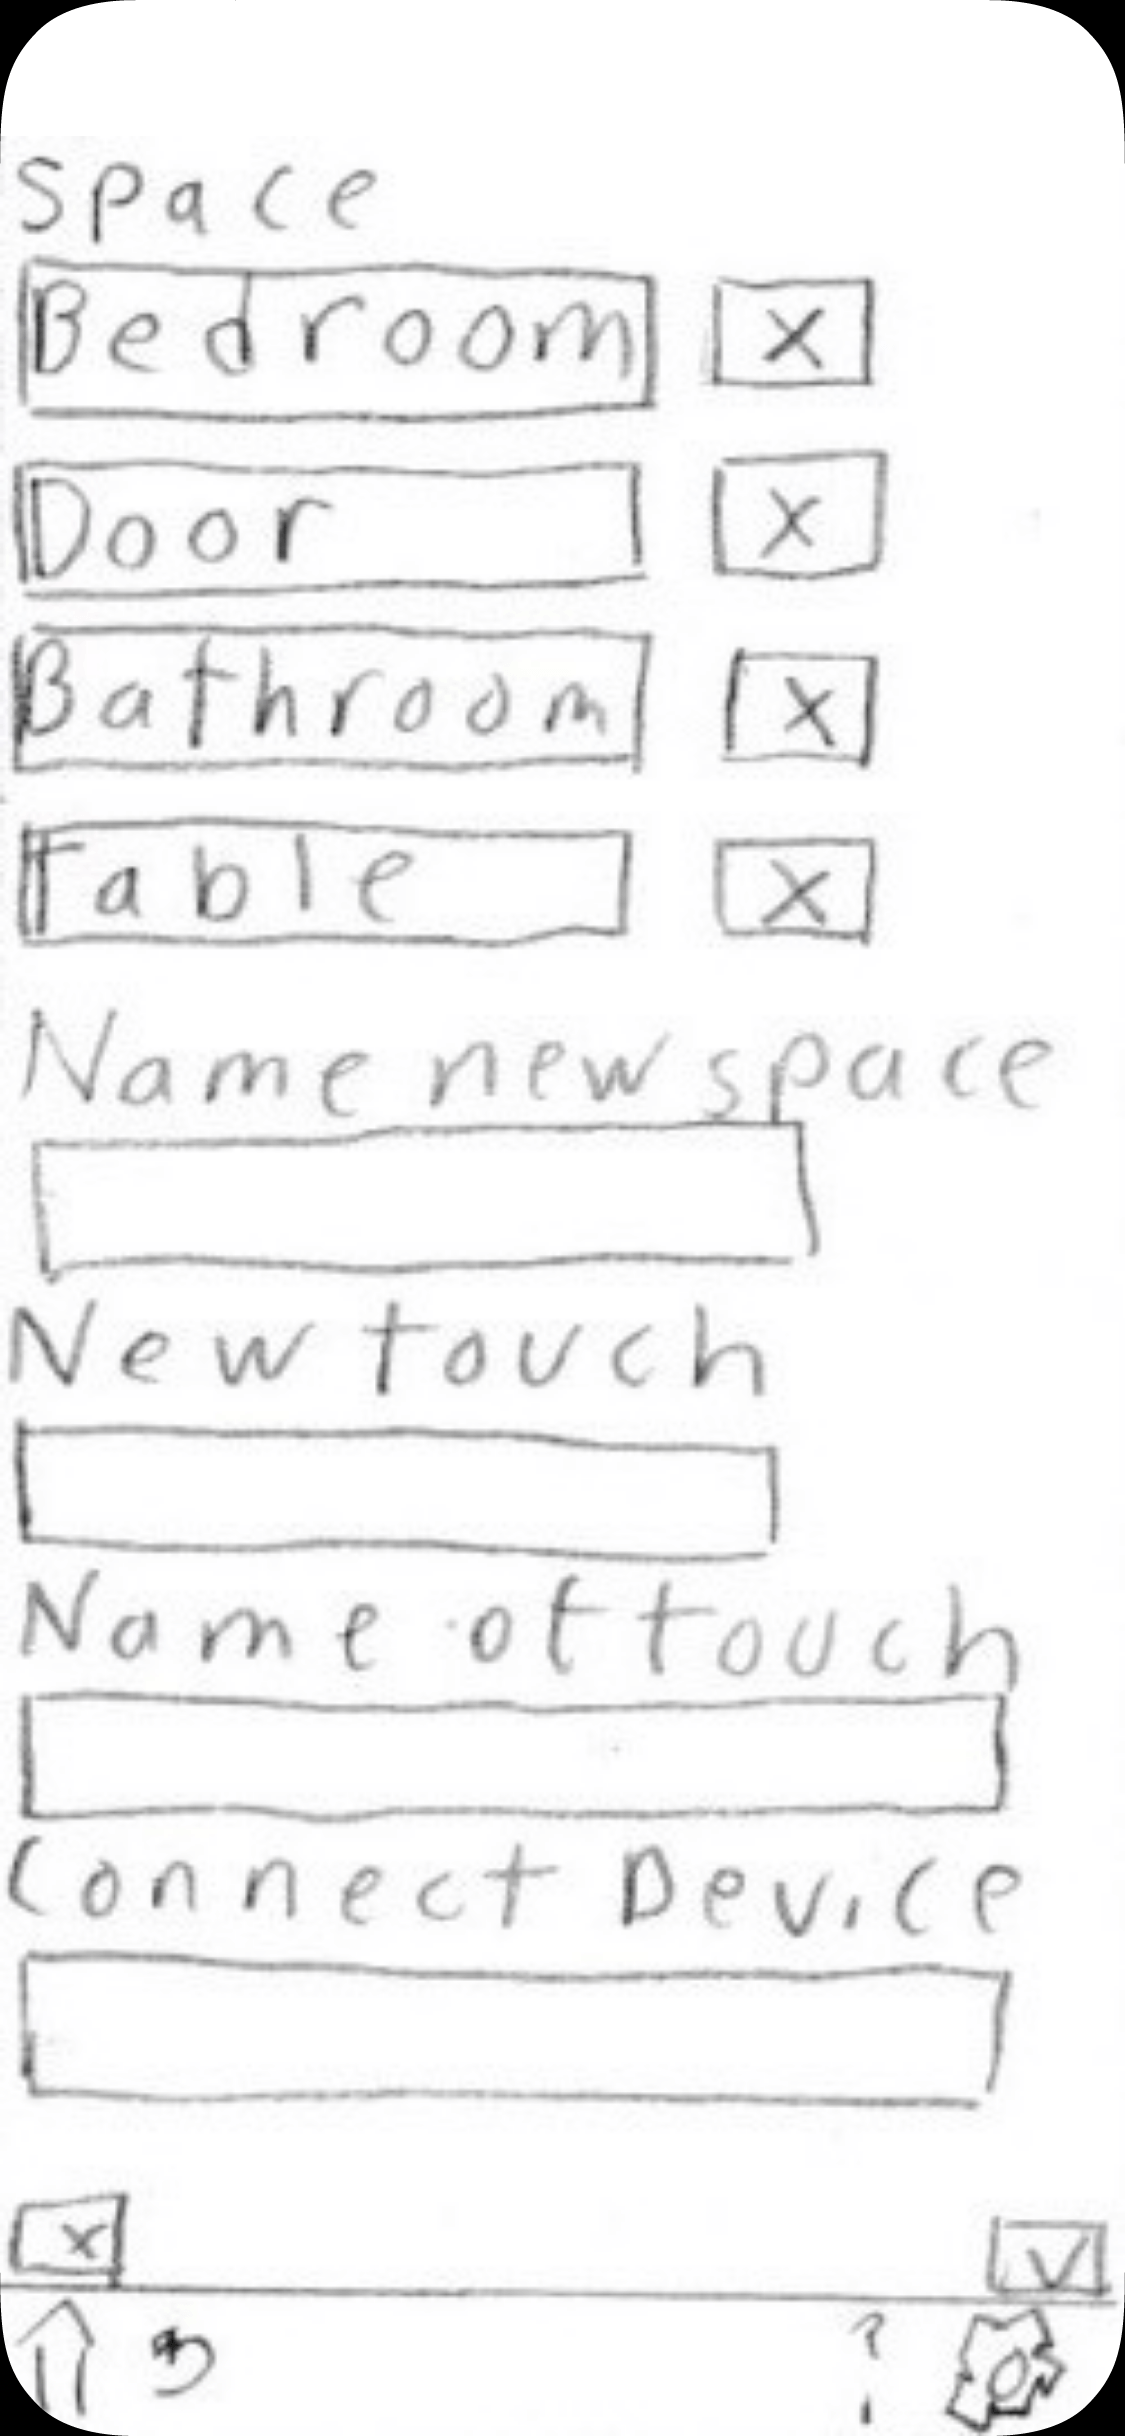 Space
Bedroom X
Door X
Bathroom X
Table X
Name new space
New touch
Name of touch
Connect Device
x V
?